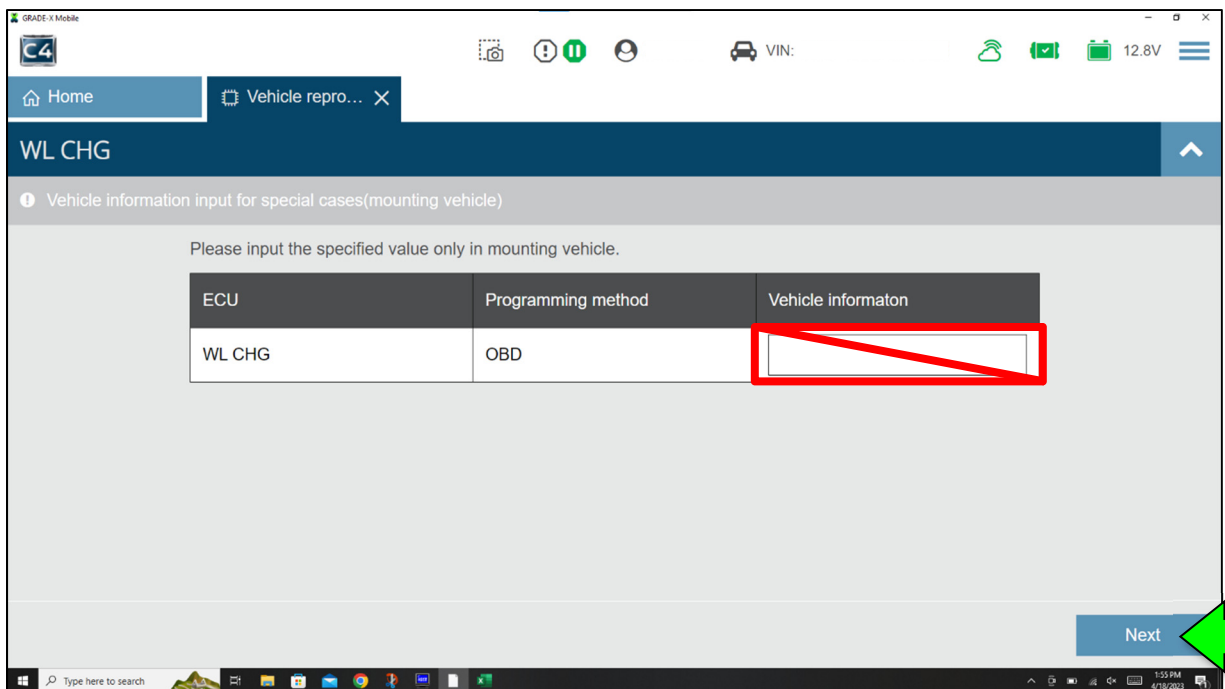 GRADE-X Mobile
C4
VIN:
12.8V
Home
Vehicle repro...
WL CHG
Vehicle information input for special cases(mounting vehicle)
Please input the specified value only in mounting vehicle.
ECU Programming method Vehicle informaton
WL CHG OBD
Next
Type here to search
1:55 PM
4/18/2023